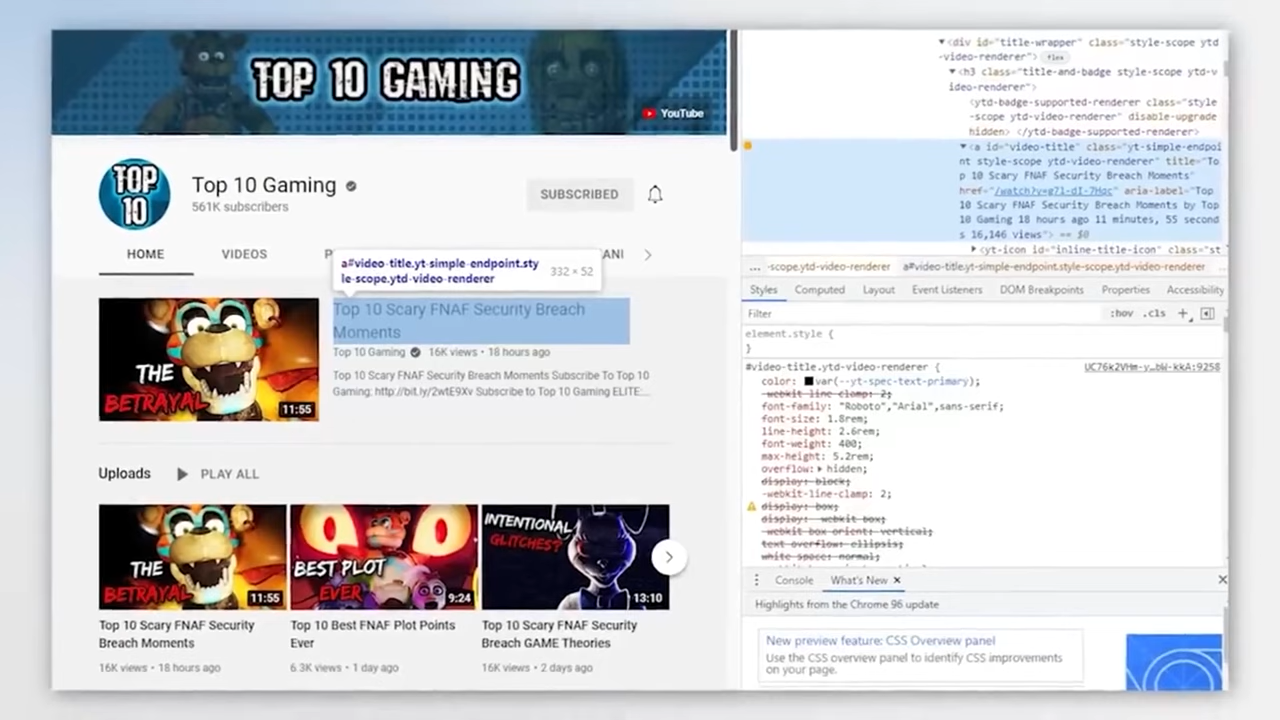 TOP 10 GAMING
YouTube
TOP
10
Top 10 Gaming
561K subscribers
SUBSCRIBED
HOME
VIDEOS
P
ANI
a#video-title.yt-simple-endpoint.sty
le-scope.ytd-video-renderer
332 × 52
Top 10 Scary FNAF Security Breach
Moments
Top 10 Gaming 16K views • 18 hours ago
Top 10 Scary FNAF Security Breach Moments Subscribe To Top 10
Gaming: http://bit.ly/2wtE9Xv Subscribe to Top 10 Gaming ELITE:...
THE
BETRAYAL
11:55
Uploads
PLAY ALL
THE
BETRAYAL
11:55
BEST PLOT
EVER
9:24
INTENTIONAL
GLITCHES?
13:10
Top 10 Scary FNAF Security
Breach Moments
16K views • 18 hours ago
Top 10 Best FNAF Plot Points
Ever
6.3K views • 1 day ago
Top 10 Scary FNAF Security
Breach GAME Theories
16K views • 2 days ago
▼<div id="title-wrapper" class="style-scope ytd
-video-renderer"> flex
▼<h3 class="title-and-badge style-scope ytd-v
ideo-renderer">
<ytd-badge-supported-renderer class="style
-scope ytd-video-renderer" disable-upgrade
hidden> </ytd-badge-supported-renderer>
▼<a id="video-title" class="yt-simple-endpoi
nt style-scope ytd-video-renderer" title="To
p 10 Scary FNAF Security Breach Moments"
href="/watch?v=g7l-dI-7Hqc" aria-label="Top
10 Scary FNAF Security Breach Moments by Top
10 Gaming 18 hours ago 11 minutes, 55 second
s 16,146 views"> == $0
▶<yt-icon id="inline-title-icon" class="st
... -scope.ytd-video-renderer a#video-title.yt-simple-endpoint.style-scope.ytd-video-renderer ...
Styles Computed Layout Event Listeners DOM Breakpoints Properties Accessibility
Filter
:hov .cls +
element.style {
}
#video-title.ytd-video-renderer {
color: var(--yt-spec-text-primary);
-webkit-line-clamp: 2;
font-family: "Roboto","Arial",sans-serif;
font-size: 1.8rem;
line-height: 2.6rem;
font-weight: 400;
max-height: 5.2rem;
overflow:▶ hidden;
display: block;
-webkit-line-clamp: 2;
display: box;
display: -webkit-box;
-webkit-box-orient: vertical;
text-overflow: ellipsis;
white-space: normal;
Console
What's New ×
Highlights from the Chrome 96 update
New preview feature: CSS Overview panel
Use the CSS overview panel to identify CSS improvements
on your page.